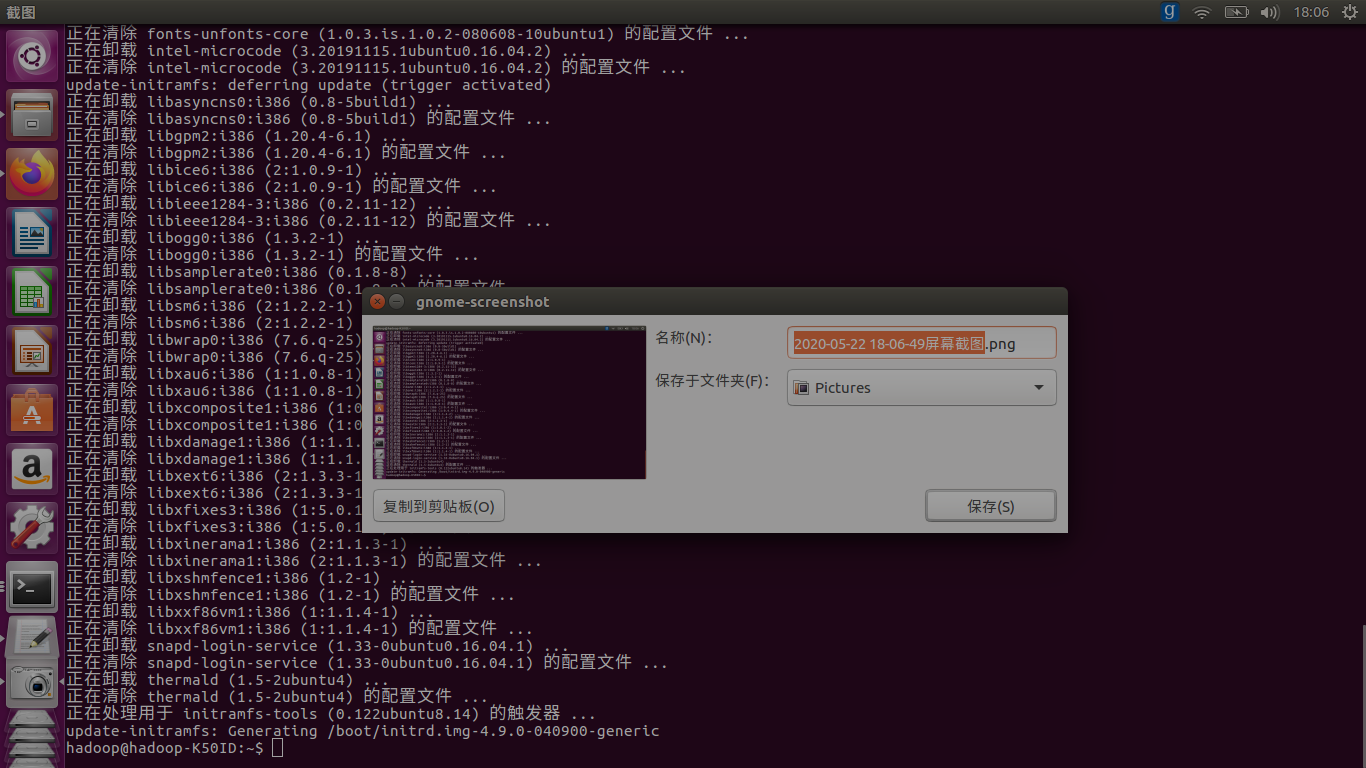 截图
18:06
正在清除 fonts-unfonts-core (1.0.3.is.1.0.2-080608-10ubuntu1) 的配置文件 ...
正在卸载 intel-microcode (3.20191115.1ubuntu0.16.04.2) ...
正在清除 intel-microcode (3.20191115.1ubuntu0.16.04.2) 的配置文件 ...
update-initramfs: deferring update (trigger activated)
正在卸载 libasyncns0:i386 (0.8-5build1) ...
正在清除 libasyncns0:i386 (0.8-5build1) 的配置文件 ...
正在卸载 libgpm2:i386 (1.20.4-6.1) ...
正在清除 libgpm2:i386 (1.20.4-6.1) 的配置文件 ...
正在卸载 libice6:i386 (2:1.0.9-1) ...
正在清除 libice6:i386 (2:1.0.9-1) 的配置文件 ...
正在卸载 libieee1284-3:i386 (0.2.11-12) ...
正在清除 libieee1284-3:i386 (0.2.11-12) 的配置文件 ...
正在卸载 libogg0:i386 (1.3.2-1) ...
正在清除 libogg0:i386 (1.3.2-1) 的配置文件 ...
正在卸载 libsamplerate0:i386 (0.1.8-8) ...
正在清除 libsamplerate0:i386 (0.1.8-8) 的配置文件 ...
正在卸载 libsm6:i386 (2:1.2.2-1)
正在清除 libsm6:i386 (2:1.2.2-1)
正在卸载 libwrap0:i386 (7.6.q-25)
正在清除 libwrap0:i386 (7.6.q-25)
正在卸载 libxau6:i386 (1:1.0.8-1)
正在清除 libxau6:i386 (1:1.0.8-1)
正在卸载 libxcomposite1:i386 (1:0
正在清除 libxcomposite1:i386 (1:0
正在卸载 libxdamage1:i386 (1:1.1.
正在清除 libxdamage1:i386 (1:1.1.
正在卸载 libxext6:i386 (2:1.3.3-1
正在清除 libxext6:i386 (2:1.3.3-1
正在卸载 libxfixes3:i386 (1:5.0.1
正在清除 libxfixes3:i386 (1:5.0.1
正在卸载 libxinerama1:i386 (2:1.1.3-1) ...
正在清除 libxinerama1:i386 (2:1.1.3-1) 的配置文件 ...
正在卸载 libxshmfence1:i386 (1.2-1) ...
正在清除 libxshmfence1:i386 (1.2-1) 的配置文件 ...
正在卸载 libxxf86vm1:i386 (1:1.1.4-1) ...
正在清除 libxxf86vm1:i386 (1:1.1.4-1) 的配置文件 ...
正在卸载 snapd-login-service (1.33-0ubuntu0.16.04.1) ...
正在清除 snapd-login-service (1.33-0ubuntu0.16.04.1) 的配置文件 ...
正在卸载 thermald (1.5-2ubuntu4) ...
正在清除 thermald (1.5-2ubuntu4) 的配置文件 ...
正在处理用于 initramfs-tools (0.122ubuntu8.14) 的触发器 ...
update-initramfs: Generating /boot/initrd.img-4.9.0-040900-generic
hadoop@hadoop-K50ID:~$
gnome-screenshot
名称(N)：
2020-05-22 18-06-49屏幕截图.png
保存于文件夹(F)：
Pictures
复制到剪贴板(O)
保存(S)